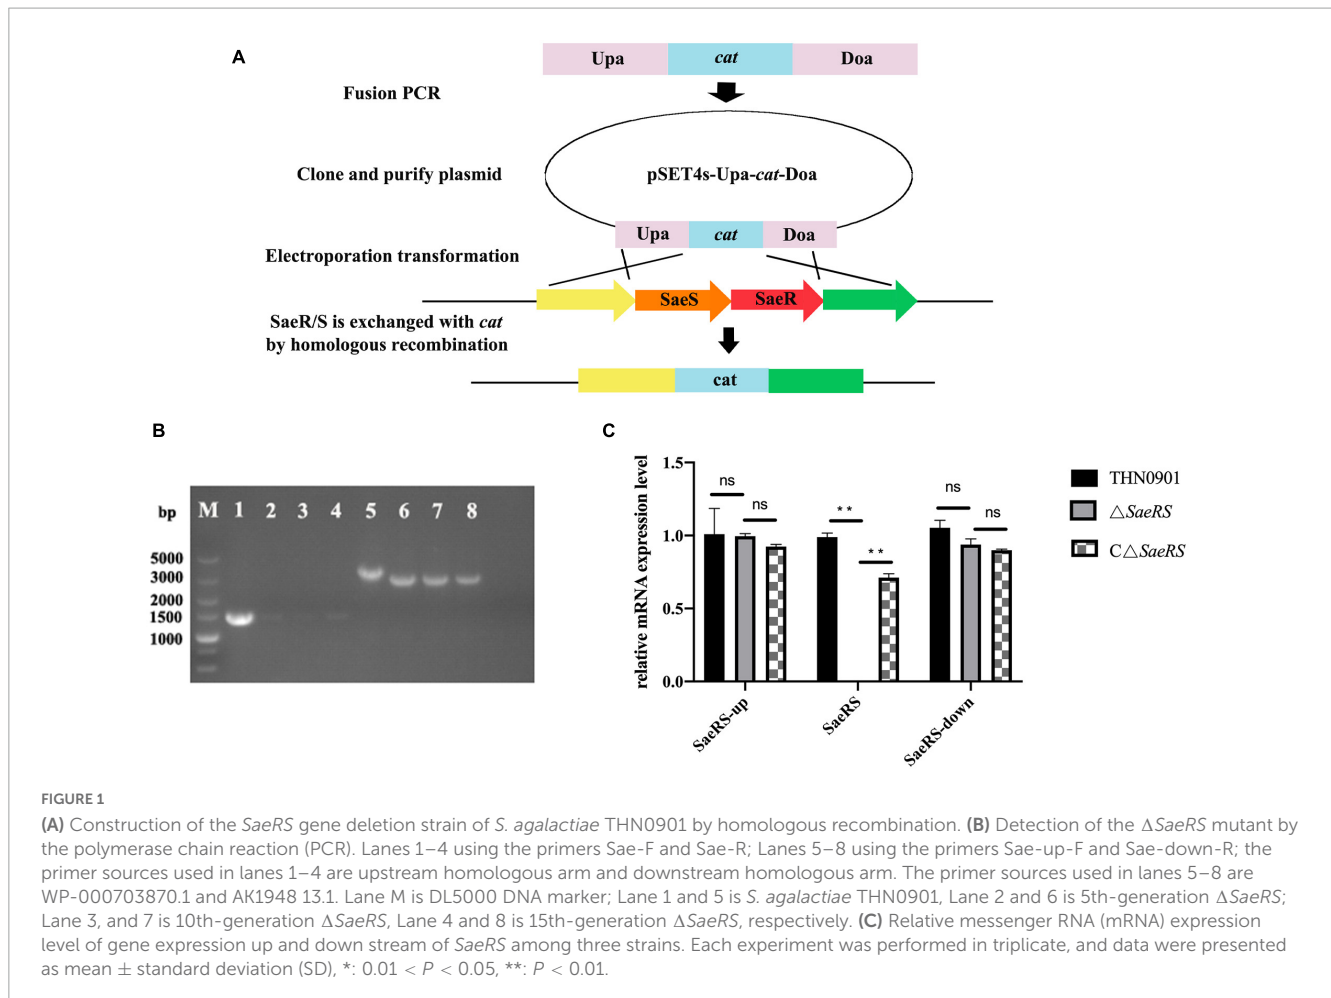 (A)
Upa cat Doa
Fusion PCR
Clone and purify plasmid
pSET4s-Upa-cat-Doa
Upa cat Doa
Electroporation transformation
SaeS SaeR
SaeR/S is exchanged with cat
by homologous recombination
cat
B
bp M 1 2 3 4 5 6 7 8
5000
3000
2000
1500
1000
C
relative mRNA expression level
1.5
1.0
0.5
0.0
ns
ns
**
**
ns
ns
SaeRS-up
SaeRS
SaeRS-down
THN0901
△SaeRS
C△SaeRS
FIGURE 1
(A) Construction of the SaeRS gene deletion strain of S. agalactiae THN0901 by homologous recombination. (B) Detection of the ΔSaeRS mutant by
the polymerase chain reaction (PCR). Lanes 1–4 using the primers Sae-F and Sae-R; Lanes 5–8 using the primers Sae-up-F and Sae-down-R; the
primer sources used in lanes 1–4 are upstream homologous arm and downstream homologous arm. The primer sources used in lanes 5–8 are
WP-000703870.1 and AK1948 13.1. Lane M is DL5000 DNA marker; Lane 1 and 5 is S. agalactiae THN0901, Lane 2 and 6 is 5th-generation ΔSaeRS;
Lane 3, and 7 is 10th-generation ΔSaeRS, Lane 4 and 8 is 15th-generation ΔSaeRS, respectively. (C) Relative messenger RNA (mRNA) expression
level of gene expression up and down stream of SaeRS among three strains. Each experiment was performed in triplicate, and data were presented
as mean ± standard deviation (SD), *: 0.01 < P < 0.05, **: P < 0.01.